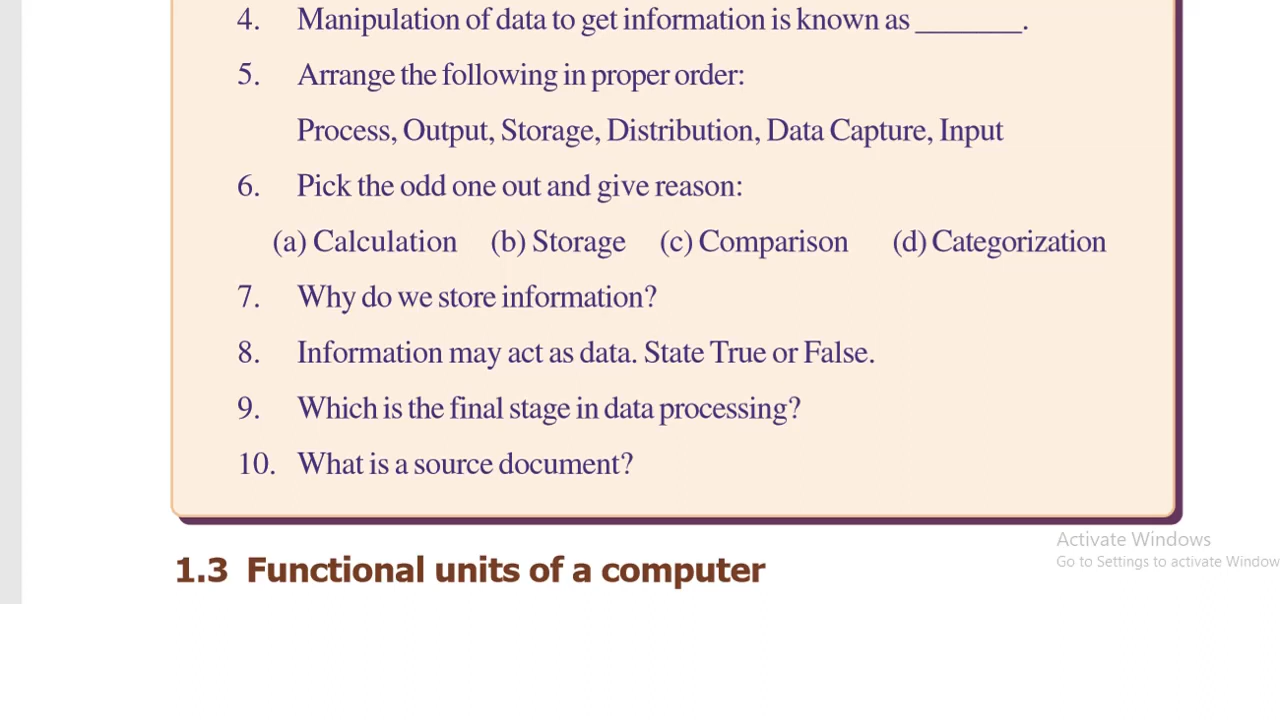 4. Manipulation of data to get information is known as _______.
5. Arrange the following in proper order:
Process, Output, Storage, Distribution, Data Capture, Input
6. Pick the odd one out and give reason:
(a) Calculation (b) Storage (c) Comparison (d) Categorization
7. Why do we store information?
8. Information may act as data. State True or False.
9. Which is the final stage in data processing?
10. What is a source document?
1.3 Functional units of a computer
Activate Windows
Go to Settings to activate Window